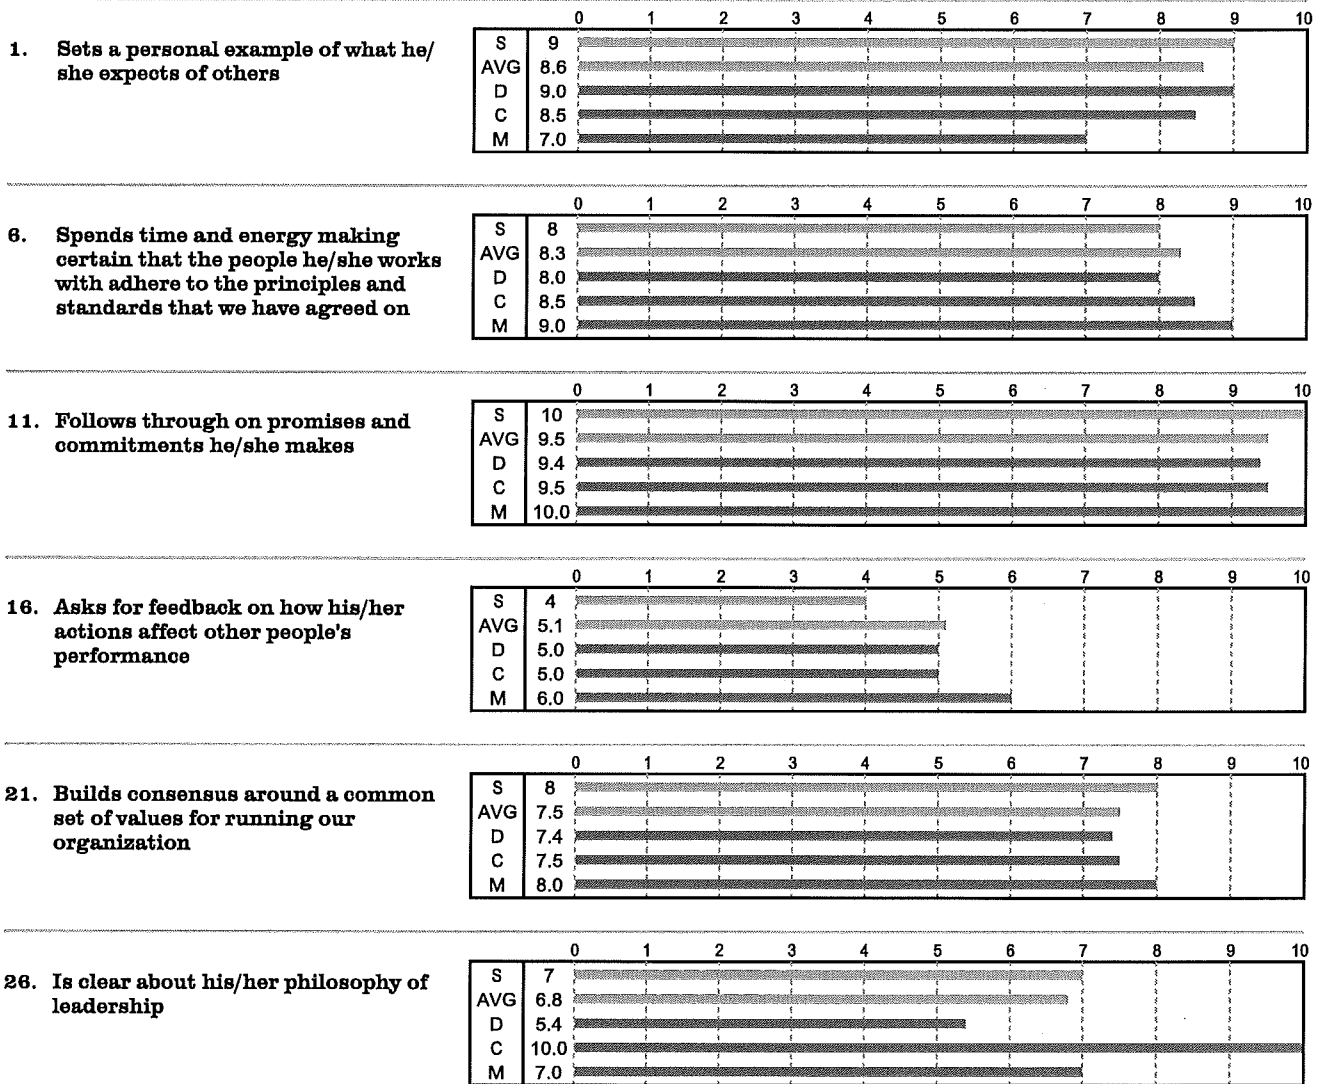 0 1 2 3 4 5 6 7 8 9 10
1. Sets a personal example of what he/
she expects of others
S 9
AVG 8.6
D 9.0
C 8.5
M 7.0
0 1 2 3 4 5 6 7 8 9 10
6. Spends time and energy making
certain that the people he/she works
with adhere to the principles and
standards that we have agreed on
S 8
AVG 8.3
D 8.0
C 8.5
M 9.0
0 1 2 3 4 5 6 7 8 9 10
11. Follows through on promises and
commitments he/she makes
S 10
AVG 9.5
D 9.4
C 9.5
M 10.0
0 1 2 3 4 5 6 7 8 9 10
16. Asks for feedback on how his/her
actions affect other people's
performance
S 4
AVG 5.1
D 5.0
C 5.0
M 6.0
0 1 2 3 4 5 6 7 8 9 10
21. Builds consensus around a common
set of values for running our
organization
S 8
AVG 7.5
D 7.4
C 7.5
M 8.0
0 1 2 3 4 5 6 7 8 9 10
26. Is clear about his/her philosophy of
leadership
S 7
AVG 6.8
D 5.4
C 10.0
M 7.0